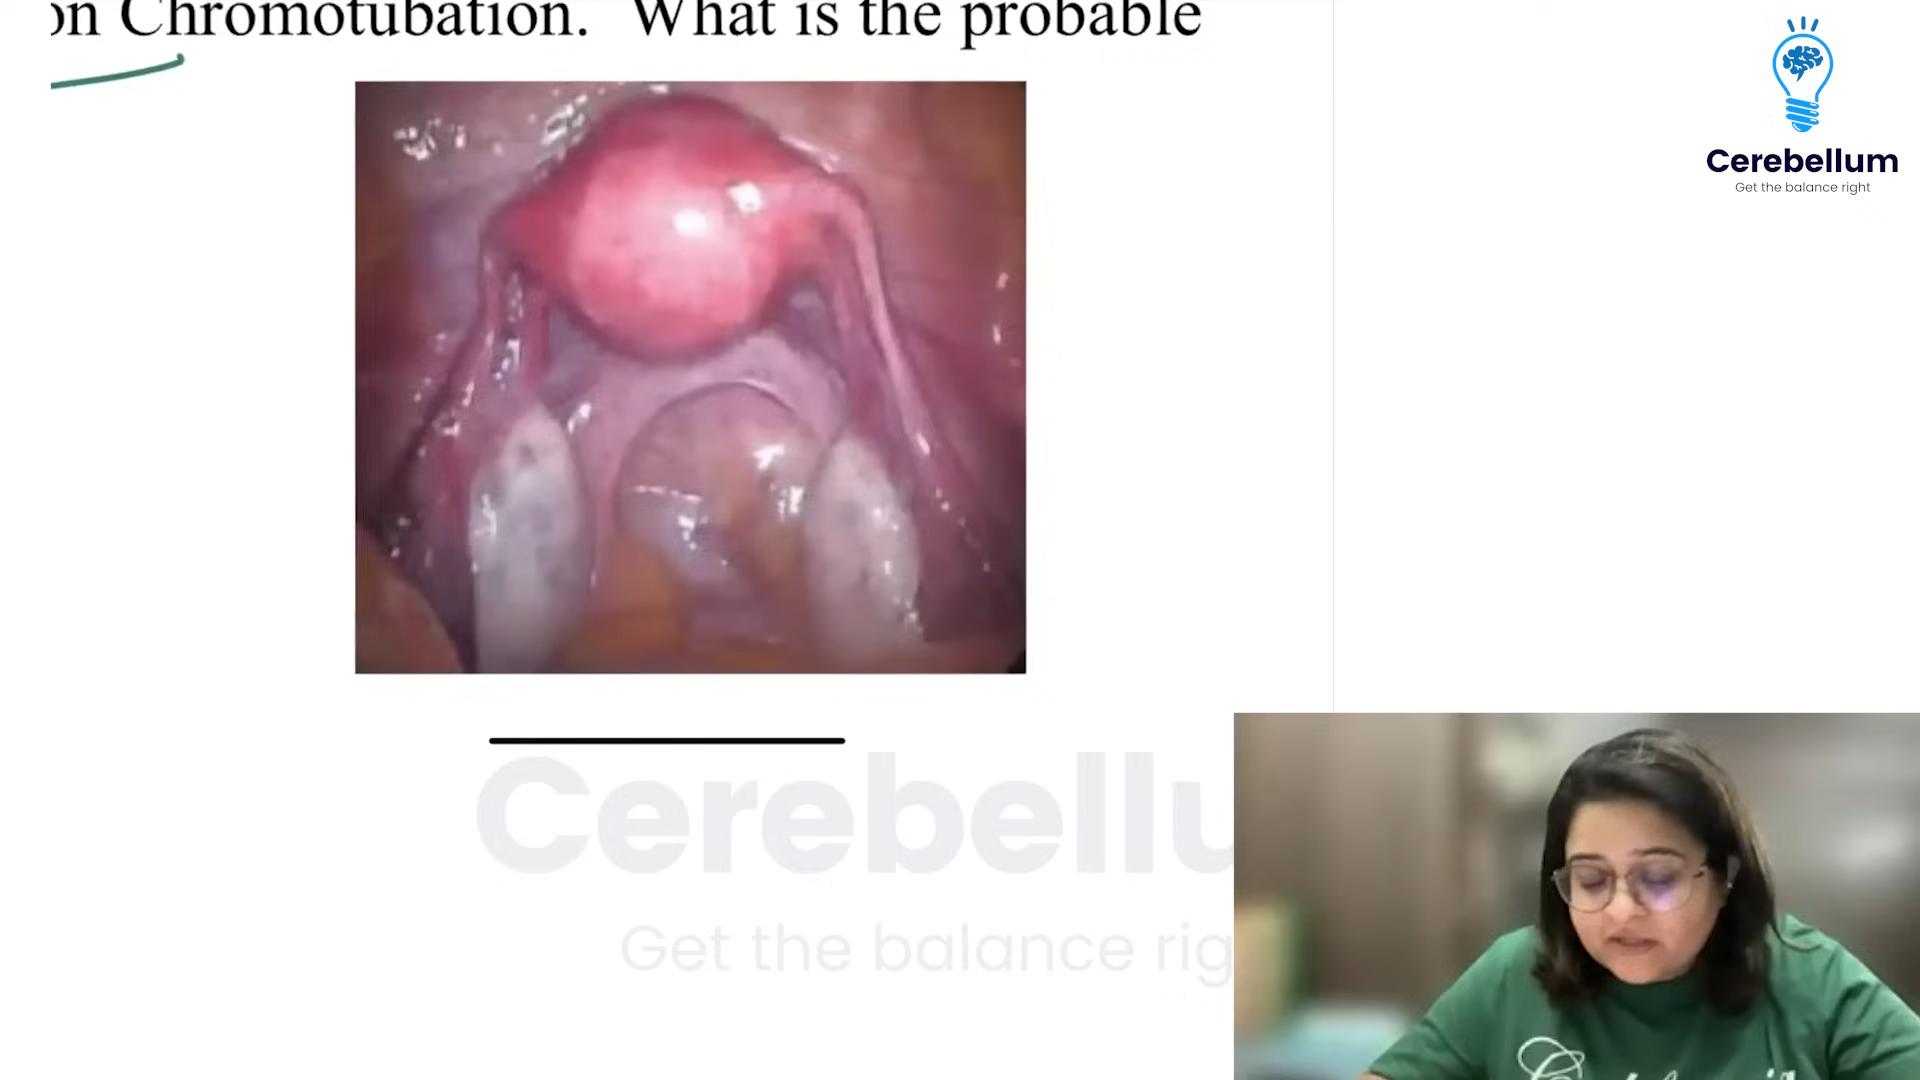 on Chromotubation. What is the probable
Cerebellum
Get the balance right
Cerebellu
Get the balance rig